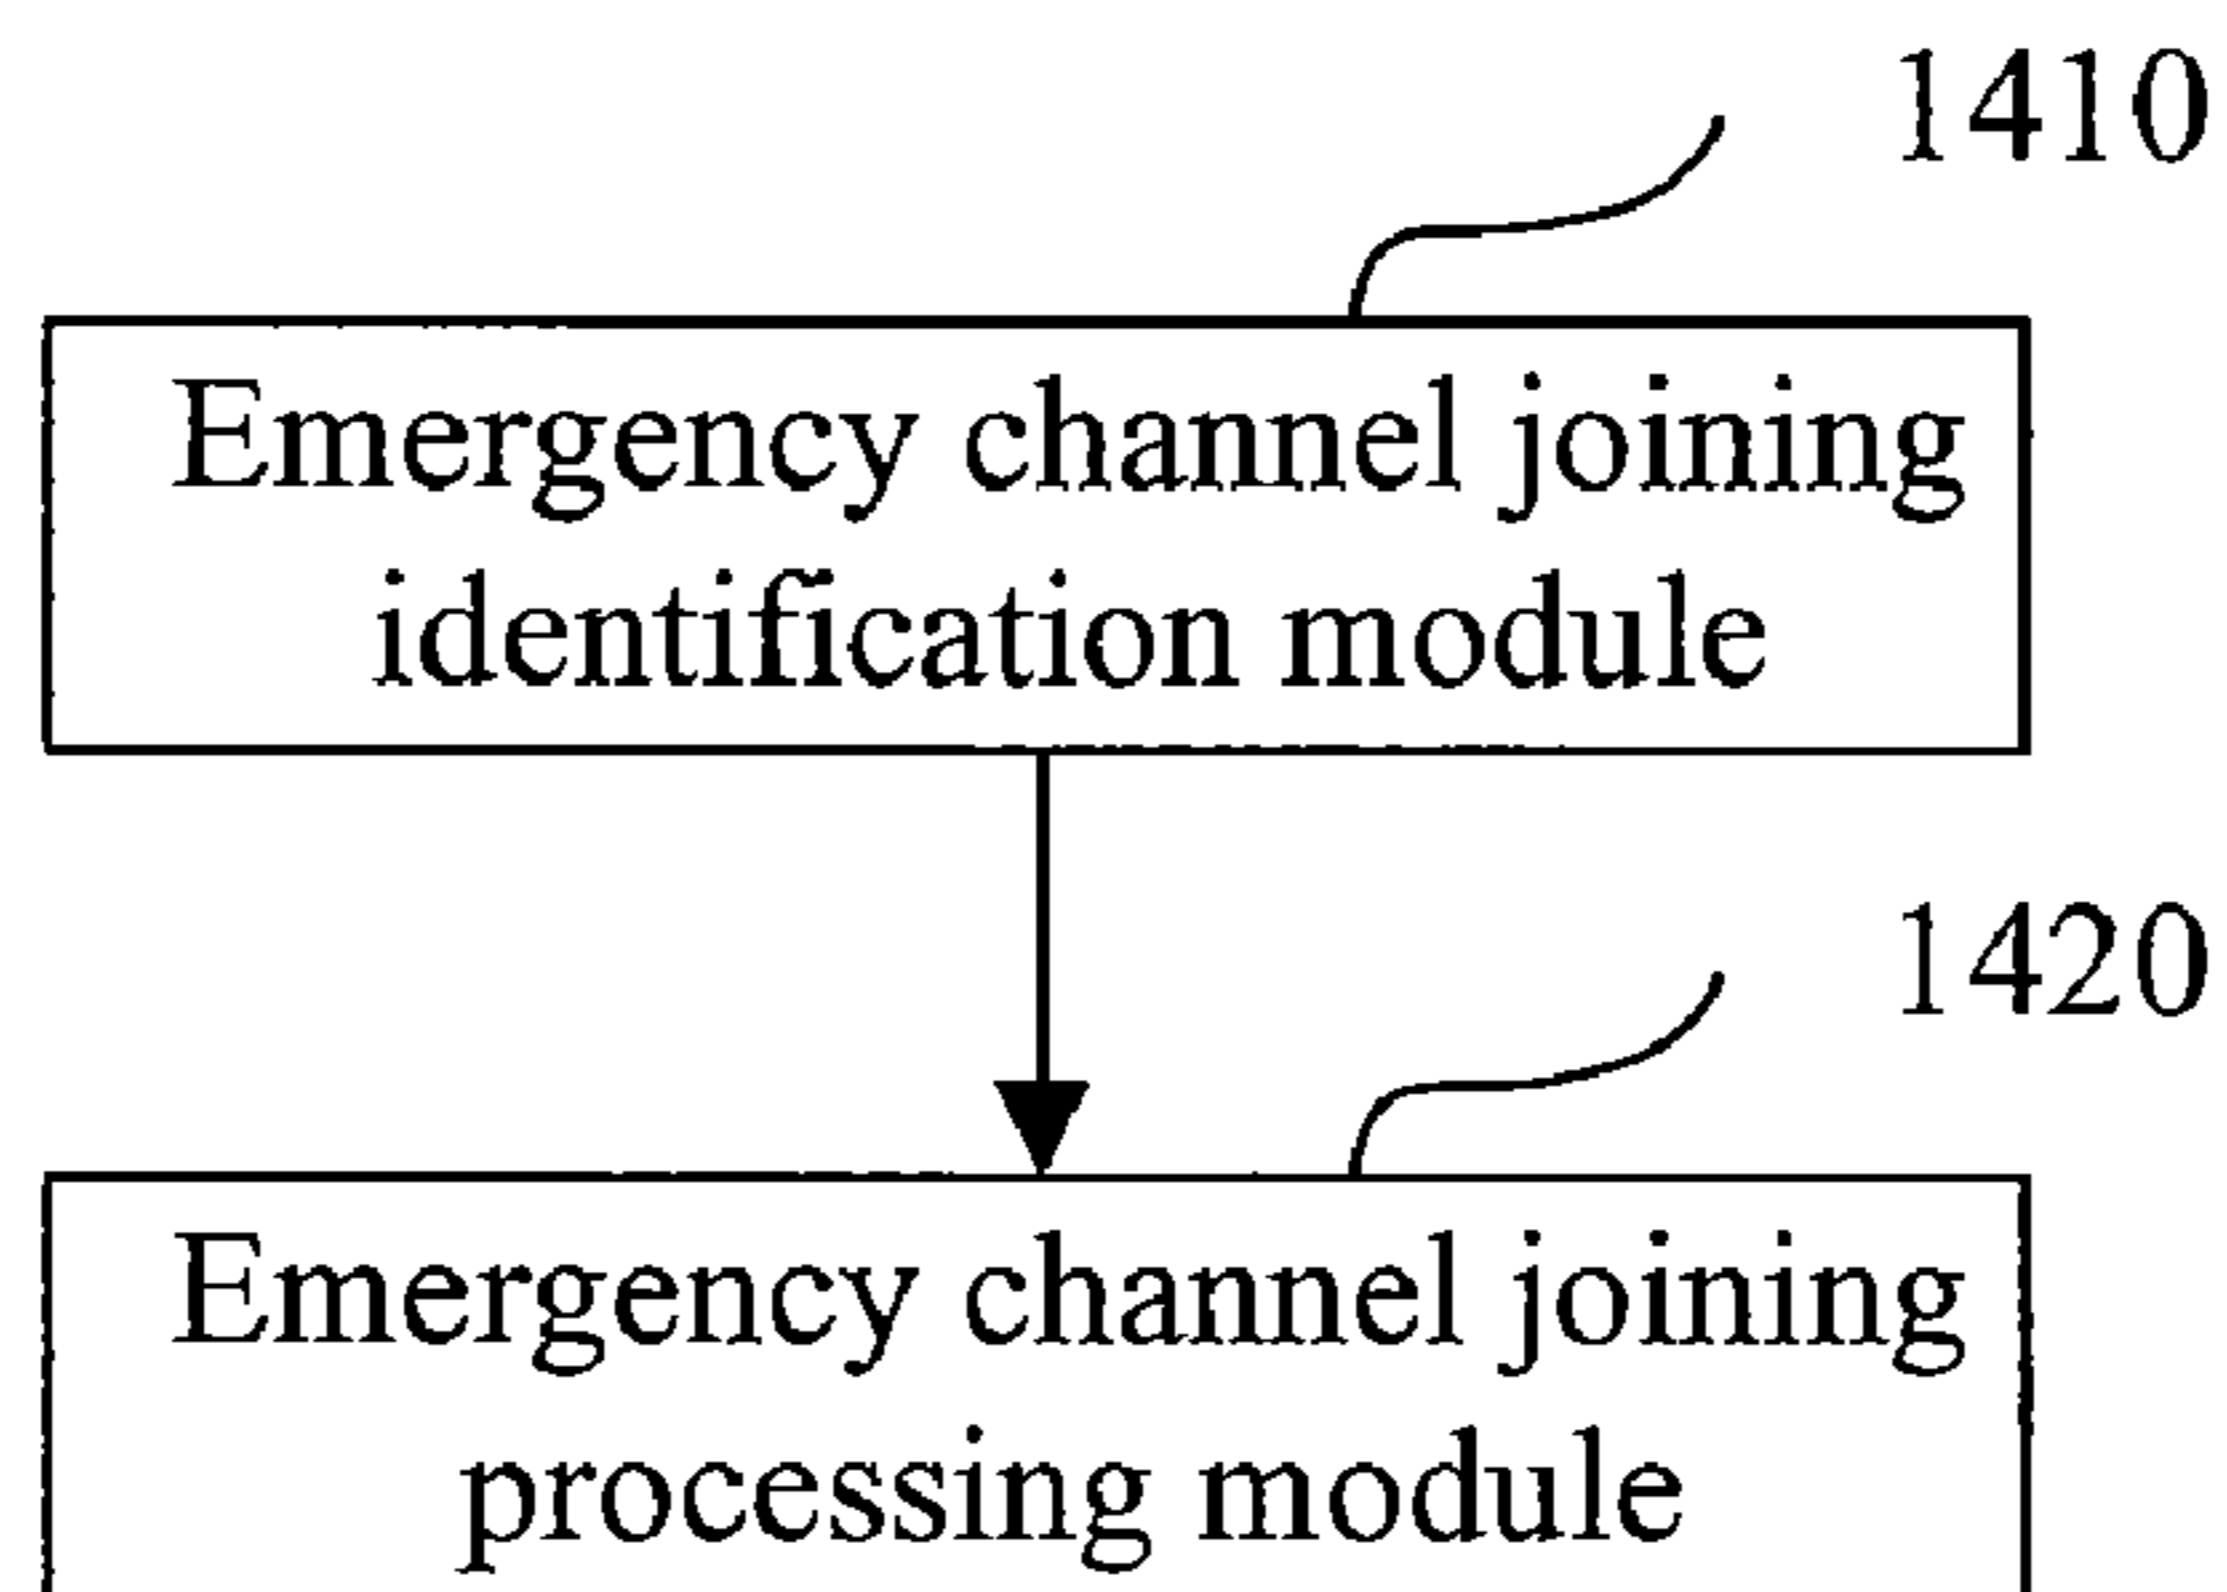 1410
Emergency channel joining
identification module
1420
Emergency channel joining
processing module